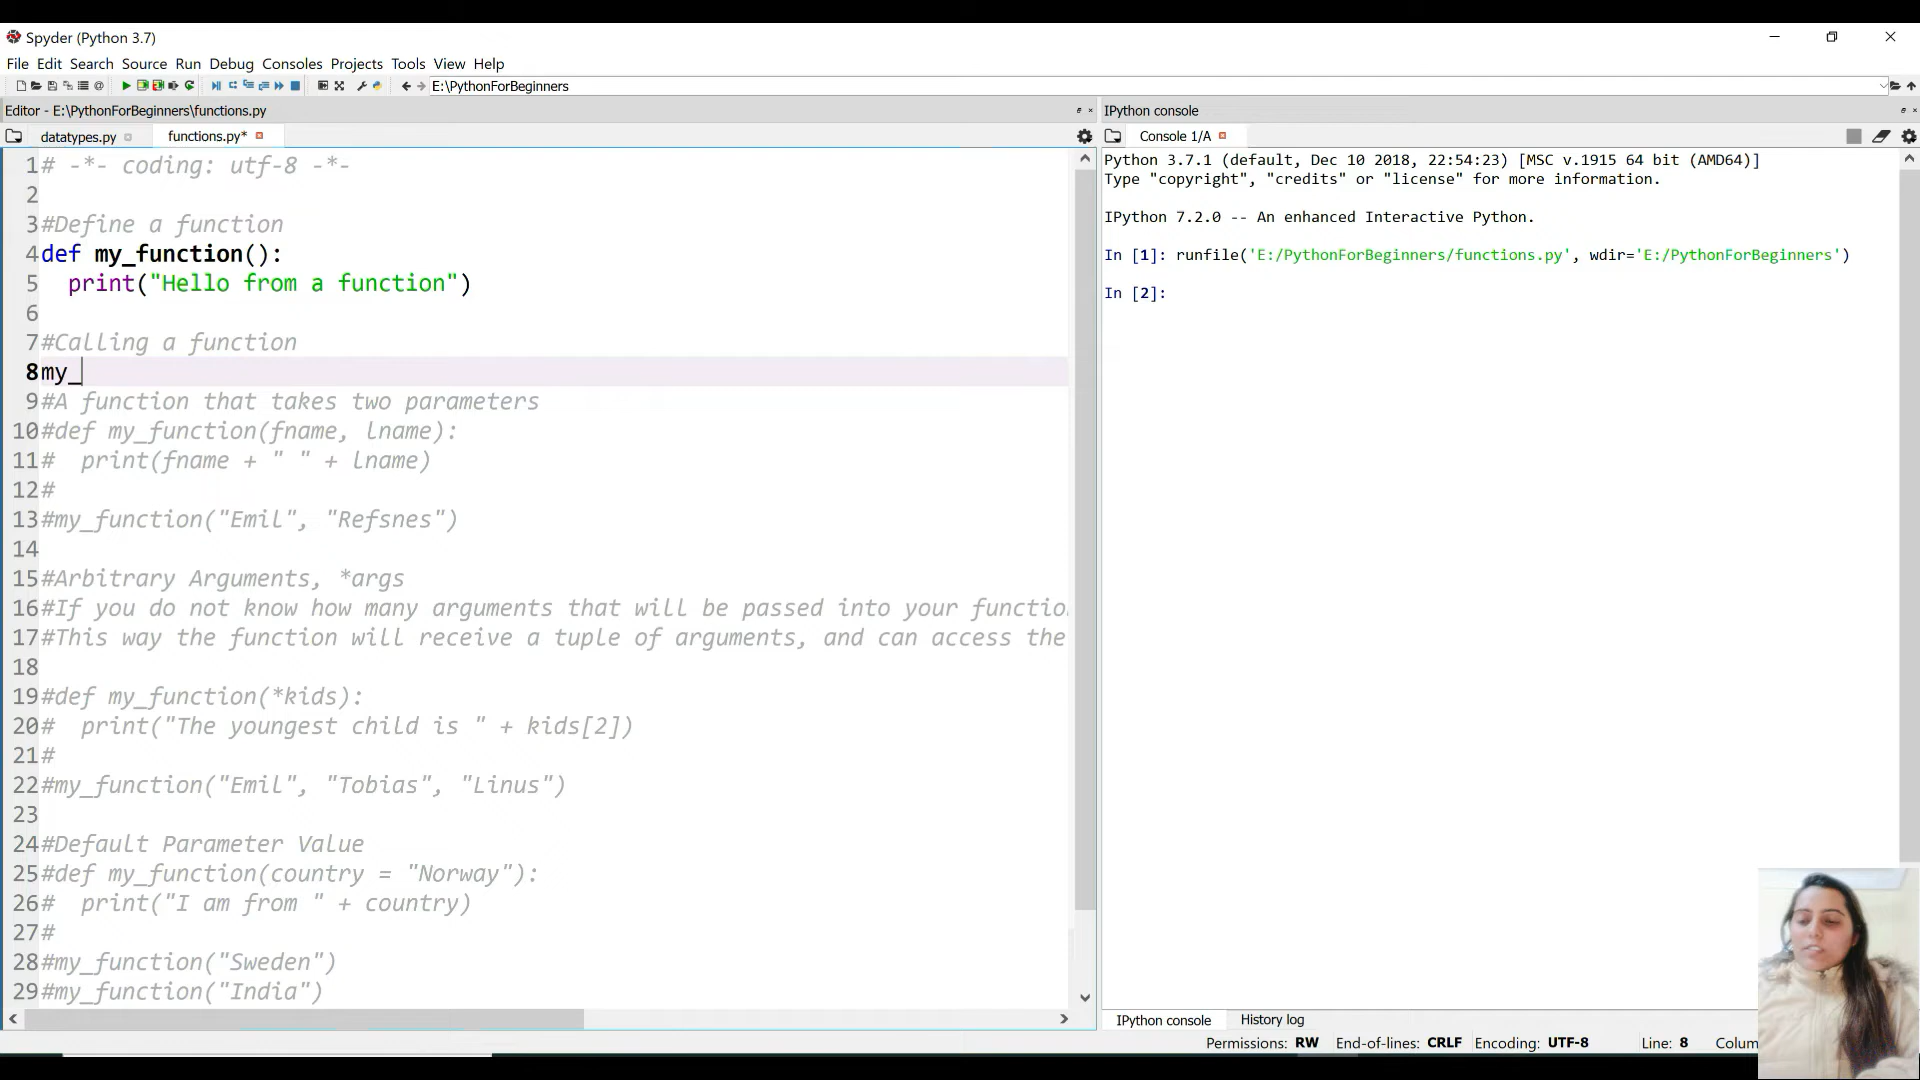 Spyder (Python 3.7)
File Edit Search Source Run Debug Consoles Projects Tools View Help
E:\PythonForBeginners
Editor - E:\PythonForBeginners\functions.py
datatypes.py functions.py*
1# -*- coding: utf-8 -*-
2
3#Define a function
4def my_function():
5  print("Hello from a function")
6
7#Calling a function
8my_
9#A function that takes two parameters
10#def my_function(fname, lname):
11#  print(fname + " " + lname)
12#
13#my_function("Emil", "Refsnes")
14
15#Arbitrary Arguments, *args
16#If you do not know how many arguments that will be passed into your functio
17#This way the function will receive a tuple of arguments, and can access the
18
19#def my_function(*kids):
20#  print("The youngest child is " + kids[2])
21#
22#my_function("Emil", "Tobias", "Linus")
23
24#Default Parameter Value
25#def my_function(country = "Norway"):
26#  print("I am from " + country)
27#
28#my_function("Sweden")
29#my_function("India")
IPython console
Console 1/A
Python 3.7.1 (default, Dec 10 2018, 22:54:23) [MSC v.1915 64 bit (AMD64)]
Type "copyright", "credits" or "license" for more information.
IPython 7.2.0 -- An enhanced Interactive Python.
In [1]: runfile('E:/PythonForBeginners/functions.py', wdir='E:/PythonForBeginners')
In [2]:
IPython console History log
Permissions: RW End-of-lines: CRLF Encoding: UTF-8 Line: 8 Colum